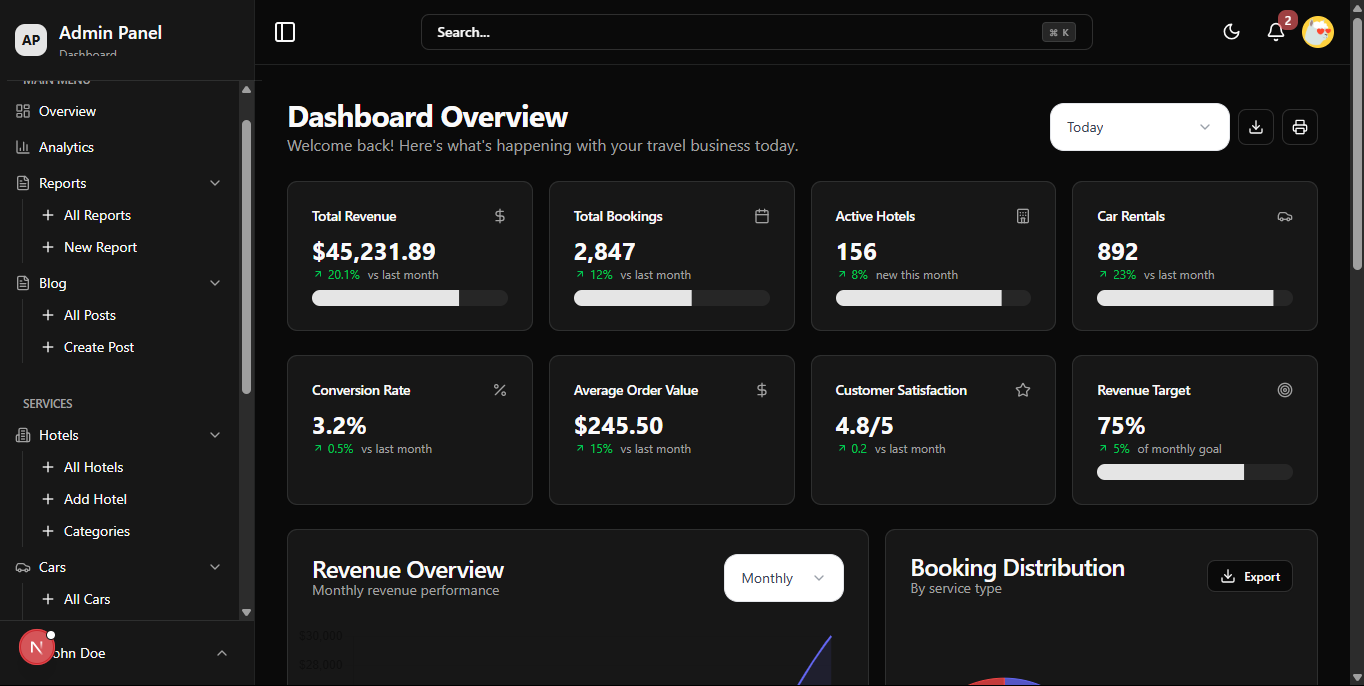 AP
Admin Panel
Dashboard
MAIN MENU
Overview
Analytics
Reports
All Reports
New Report
Blog
All Posts
Create Post
SERVICES
Hotels
All Hotels
Add Hotel
Categories
Cars
All Cars
N
ohn Doe
Search...
⌘ K
2
Dashboard Overview
Welcome back! Here's what's happening with your travel business today.
Today
Total Revenue
$
$45,231.89
20.1% vs last month
Total Bookings
2,847
12% vs last month
Active Hotels
156
8% new this month
Car Rentals
892
23% vs last month
Conversion Rate
%
3.2%
0.5% vs last month
Average Order Value
$
$245.50
15% vs last month
Customer Satisfaction
4.8/5
0.2 vs last month
Revenue Target
75%
5% of monthly goal
Revenue Overview
Monthly revenue performance
Monthly
$30,000
$28,000
Booking Distribution
By service type
Export